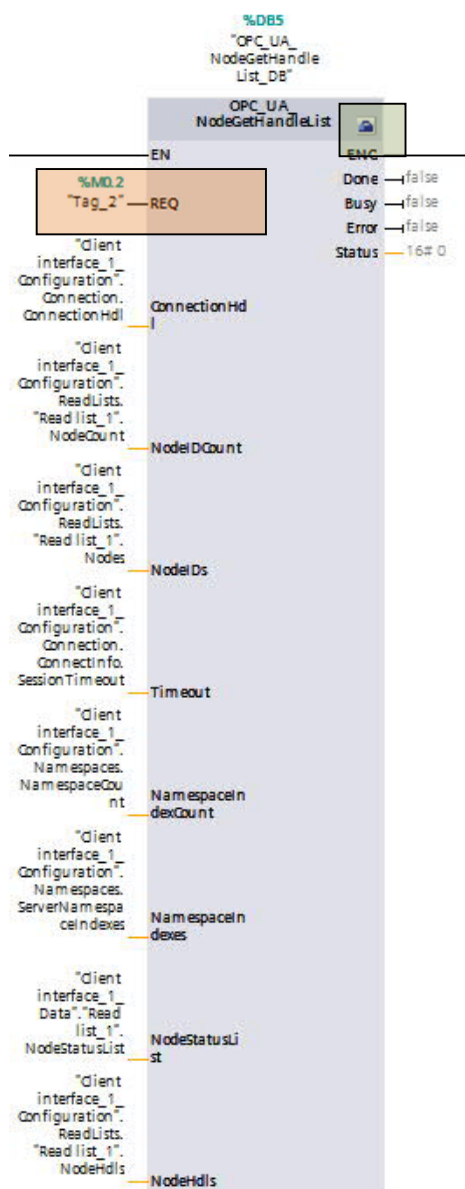 %DB5
"OPC_UA_
NodeGetHandle
List_DB"
OPC_UA_
NodeGetHandleList
EN
ENO
%M0.2
"Tag_2"
REQ
Done
false
Busy
false
Error
false
Status
16#0
"Client
interface_1_
Configuration".
Connection.
ConnectionHdl
ConnectionHd
l
"Client
interface_1_
Configuration".
ReadLists.
"Read list_1".
NodeCount
NodeIDCount
"Client
interface_1_
Configuration".
ReadLists.
"Read list_1".
Nodes
NodeIDs
"Client
interface_1_
Configuration".
Connection.
ConnectInfo.
SessionTimeout
Timeout
"Client
interface_1_
Configuration".
Namespaces.
NamespaceCou
nt
NamespaceIn
dexCount
"Client
interface_1_
Configuration".
Namespaces.
ServerNamespa
ceIndexes
NamespaceIn
dexes
"Client
interface_1_
Data"."Read
list_1".
NodeStatusList
NodeStatusLi
st
"Client
interface_1_
Configuration".
ReadLists.
"Read list_1".
NodeHdls
NodeHdls